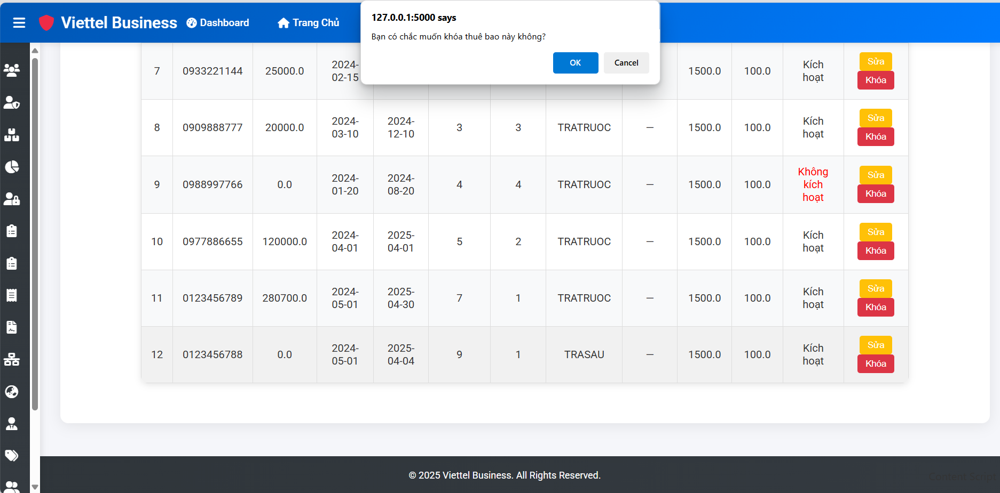 Viettel Business Dashboard Trang Chủ
127.0.0.1:5000 says
Bạn có chắc muốn khóa thuê bao này không?
OK Cancel
7 0933221144 25000.0 2024-02-15 1500.0 100.0 Kích hoạt Sửa Khóa
8 0909888777 20000.0 2024-03-10 2024-12-10 3 3 TRATRUOC — 1500.0 100.0 Kích hoạt Sửa Khóa
9 0988997766 0.0 2024-01-20 2024-08-20 4 4 TRATRUOC — 1500.0 100.0 Không kích hoạt Sửa Khóa
10 0977886655 120000.0 2024-04-01 2025-04-01 5 2 TRATRUOC — 1500.0 100.0 Kích hoạt Sửa Khóa
11 0123456789 280700.0 2024-05-01 2025-04-30 7 1 TRATRUOC — 1500.0 100.0 Kích hoạt Sửa Khóa
12 0123456788 0.0 2024-05-01 2025-04-04 9 1 TRASAU — 1500.0 100.0 Kích hoạt Sửa Khóa
© 2025 Viettel Business. All Rights Reserved.
Content Script